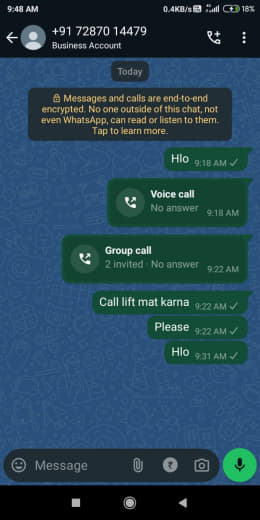 9:48 AM
0.4KB/s
18%
+91 72870 14479
Business Account
Today
Messages and calls are end-to-end
encrypted. No one outside of this chat, not
even WhatsApp, can read or listen to them.
Tap to learn more.
Hlo 9:18 AM
Voice call
No answer 9:18 AM
Group call
2 invited · No answer 9:22 AM
Call lift mat karna 9:22 AM
Please 9:22 AM
Hlo 9:31 AM
Message